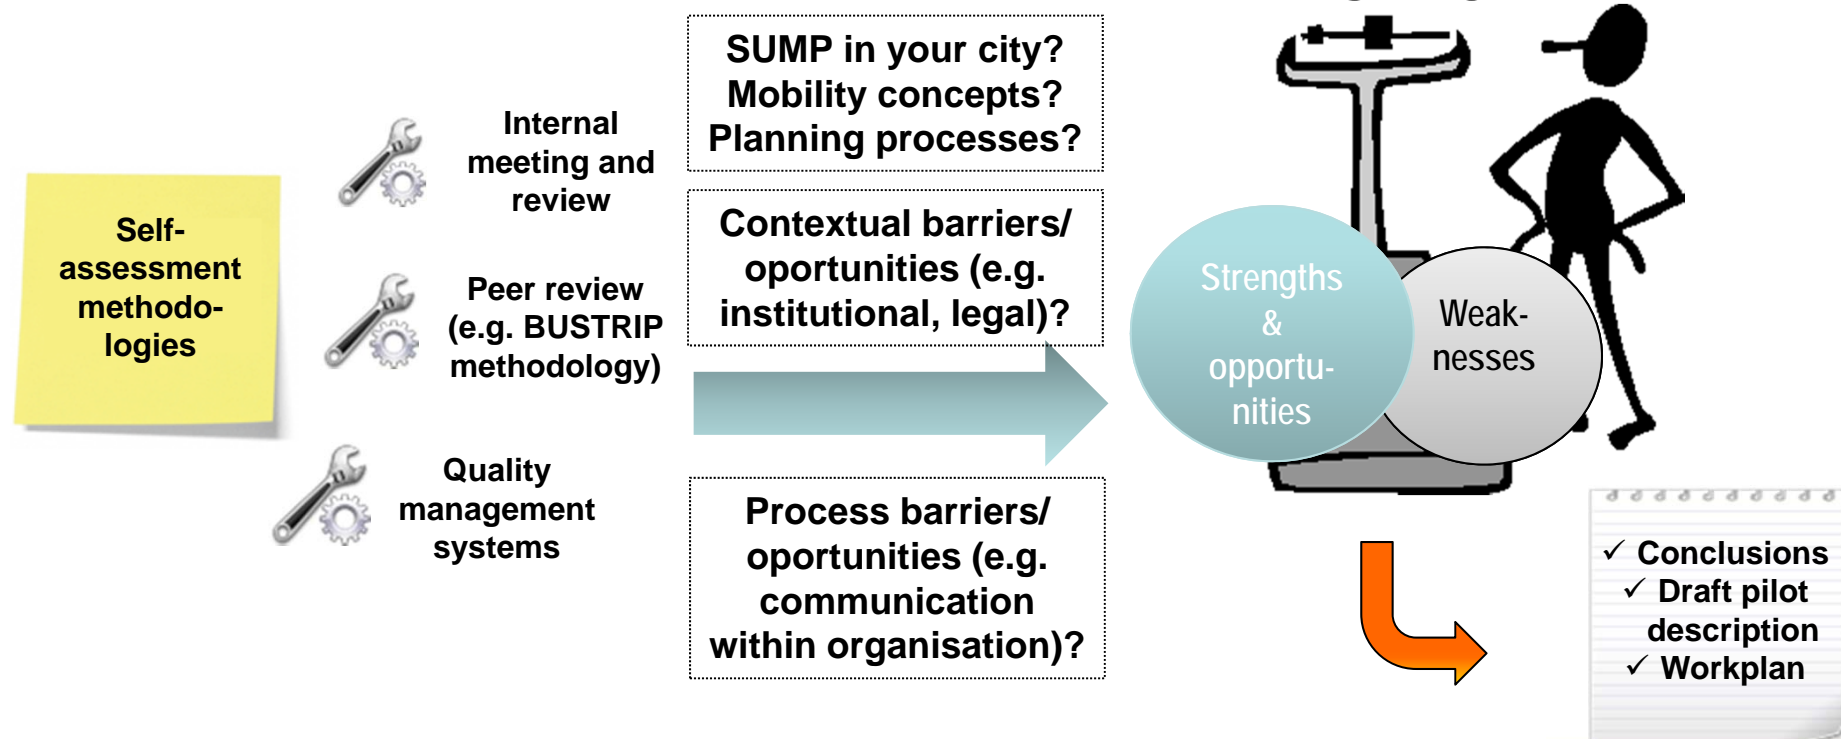 Self-
assessment
methodo-
logies
Internal
meeting and
review
Peer review
(e.g. BUSTRIP
methodology)
Quality
management
systems
SUMP in your city?
Mobility concepts?
Planning processes?
Contextual barriers/
oportunities (e.g.
institutional, legal)?
Process barriers/
oportunities (e.g.
communication
within organisation)?
Strengths
&
opportu-
nities
Weak-
nesses
✓ Conclusions
✓ Draft pilot
description
✓ Workplan